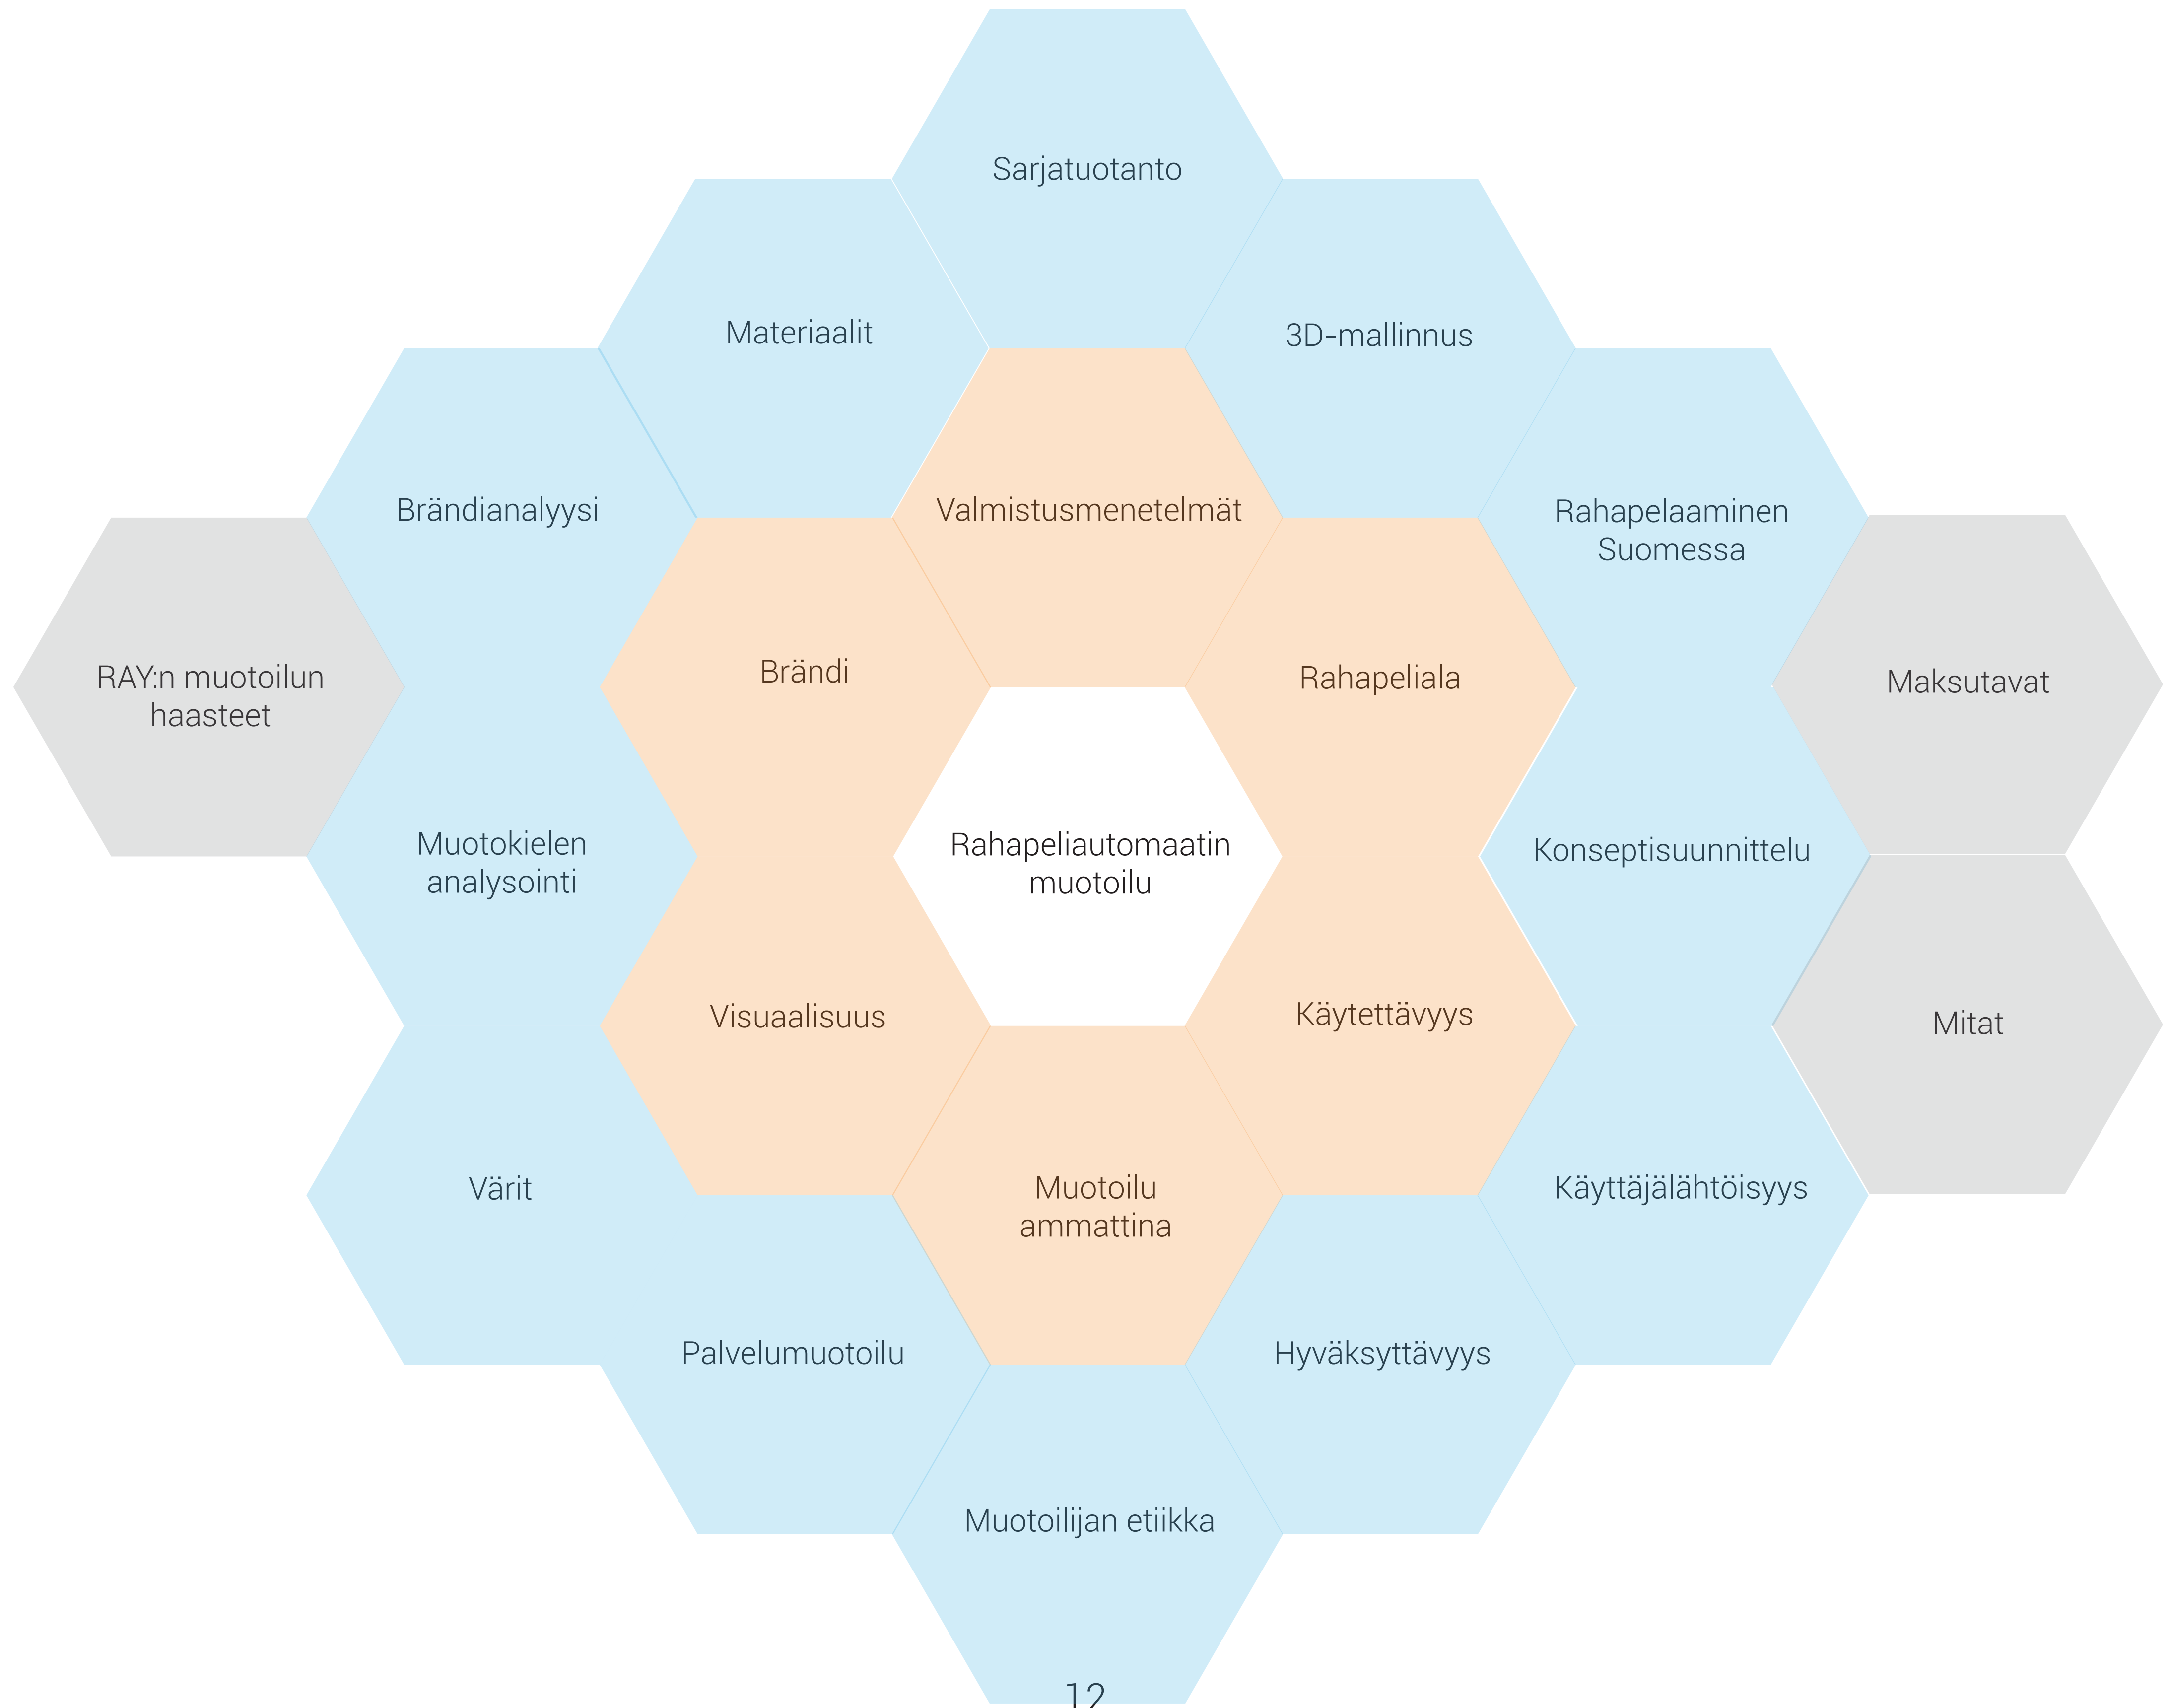 Sarjatuotanto
Materiaalit
3D-mallinnus
Brändianalyysi
Valmistusmenetelmät
Rahapelaaminen
Suomessa
RAY:n muotoilun
haasteet
Brändi
Rahapeliala
Maksutavat
Muotokielen
analysointi
Rahapeliautomaatin
muotoilu
Konseptisuunnittelu
Visuaalisuus
Käytettävyys
Mitat
Värit
Muotoilu
ammattina
Käyttäjälähtöisyys
Palvelumuotoilu
Hyväksyttävyys
Muotoilijan etiikka
12